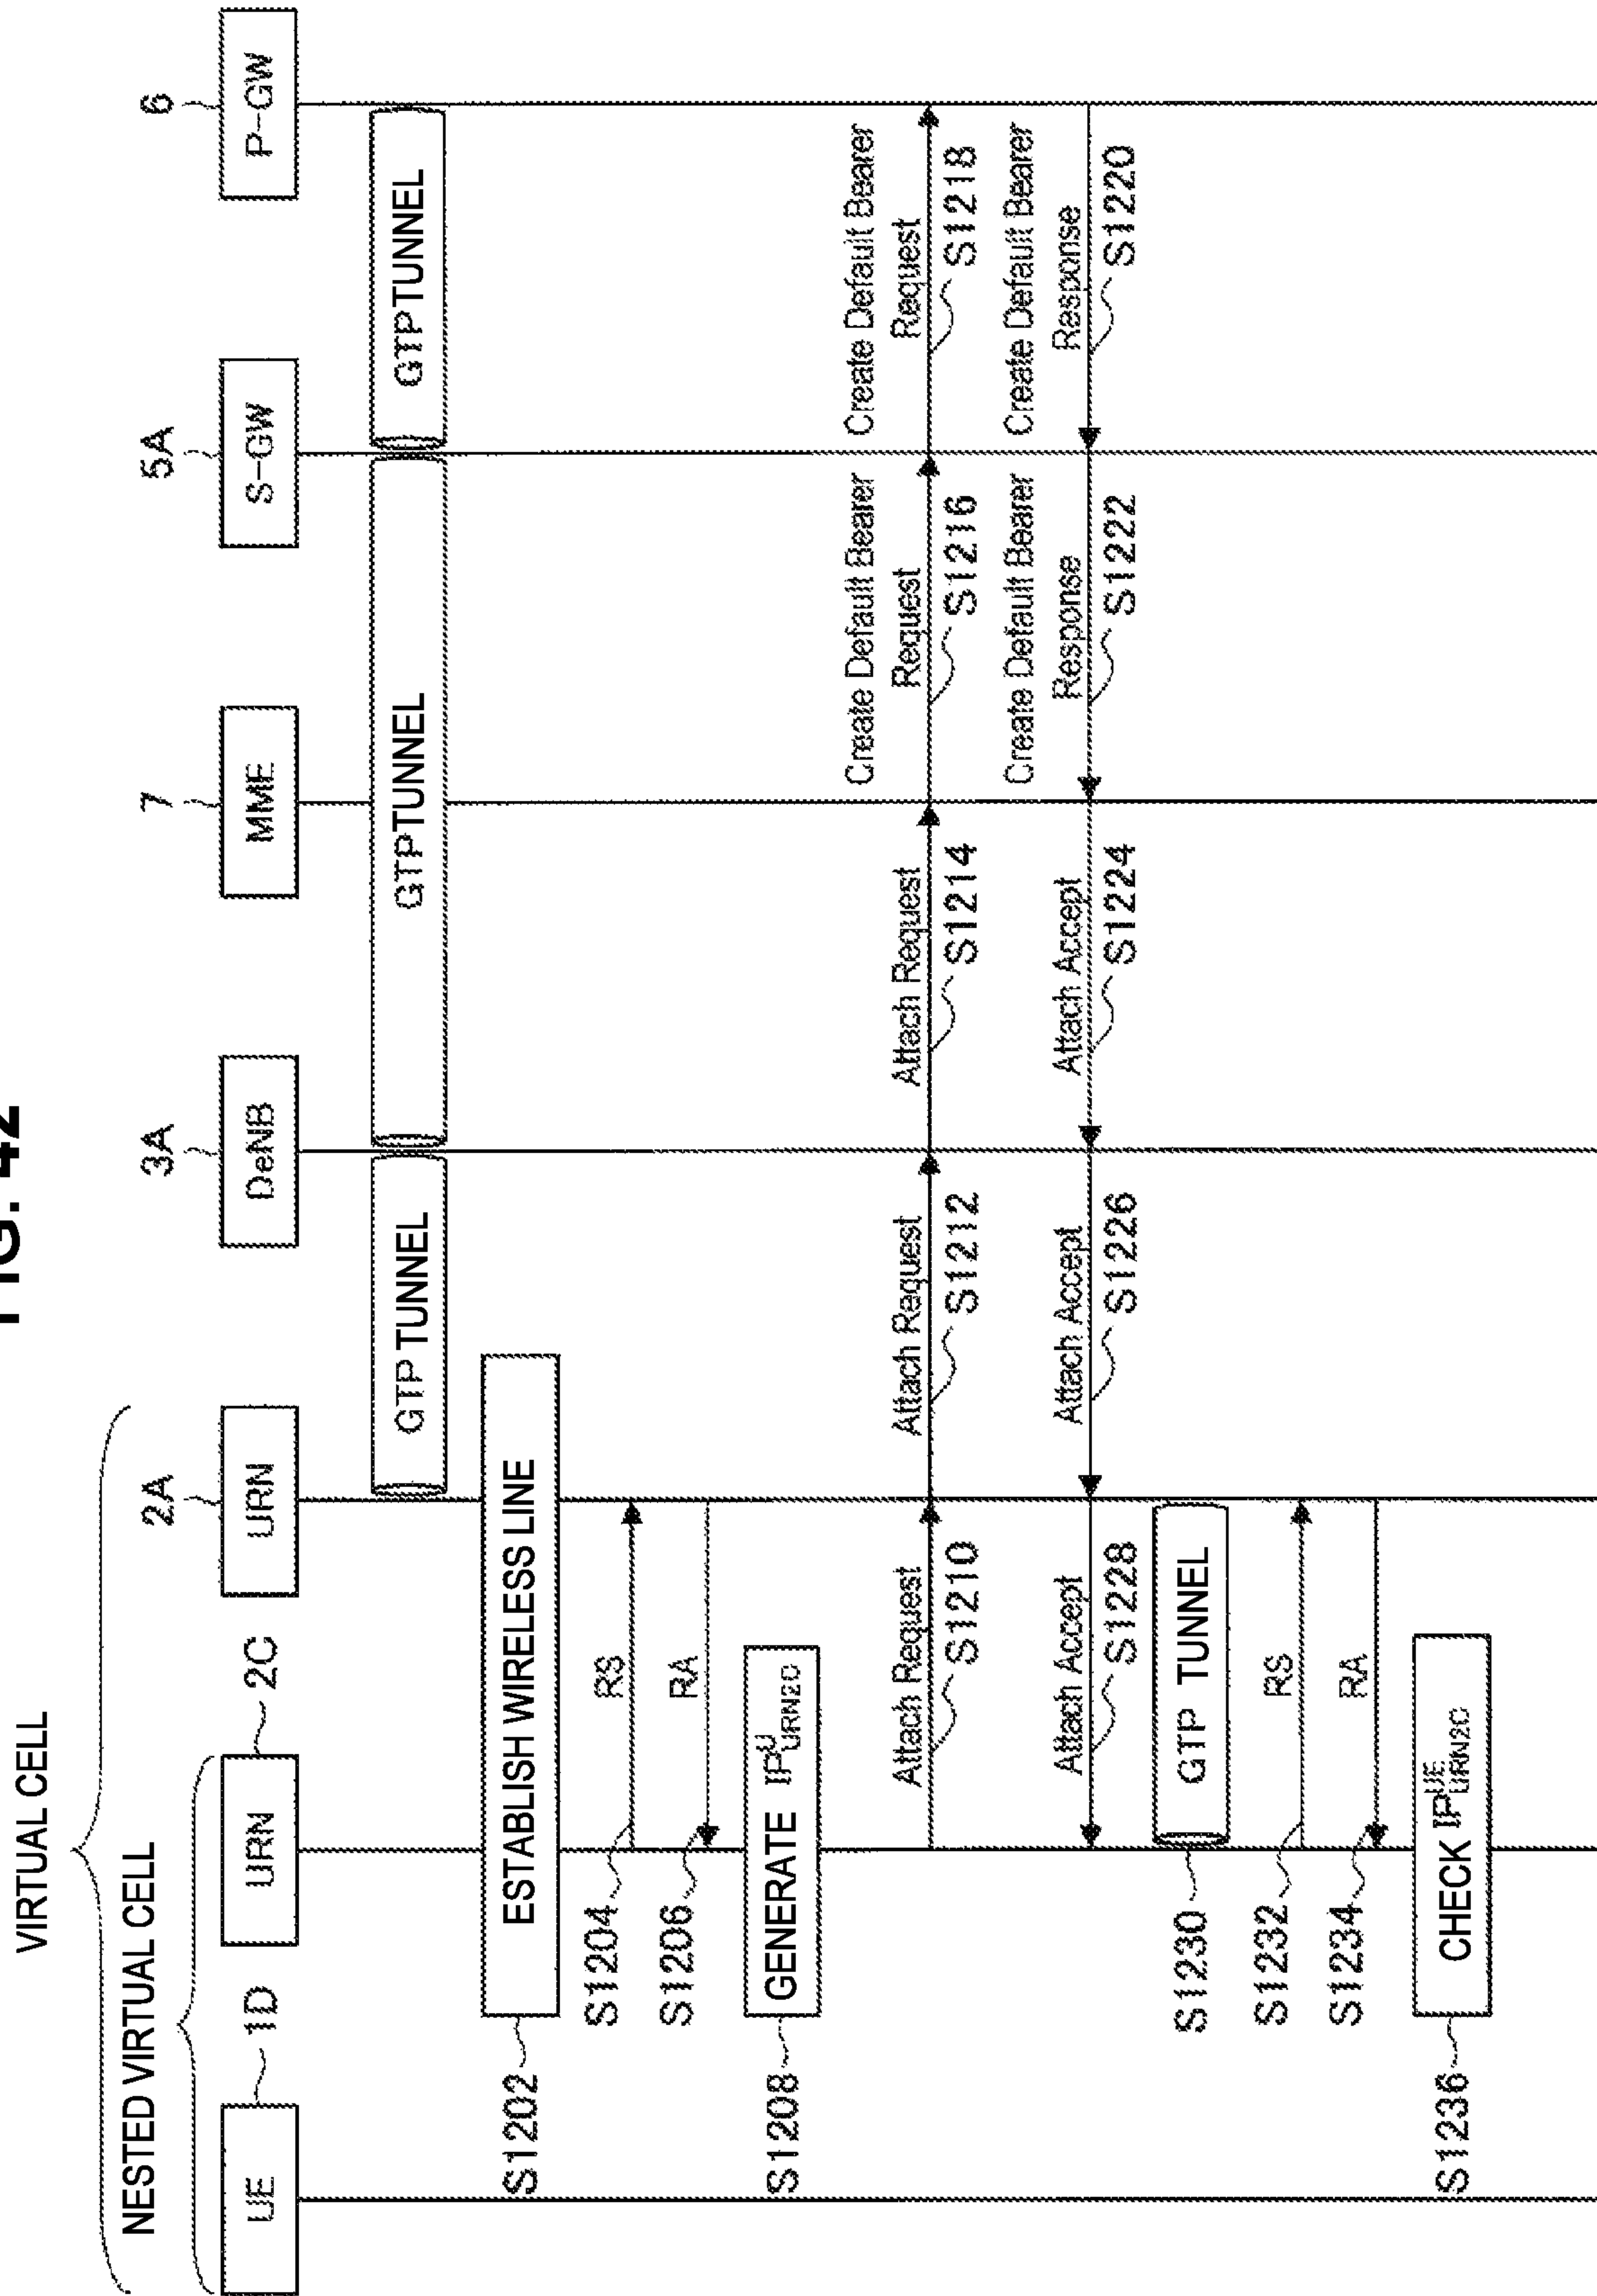 FIG. 42
VIRTUAL CELL
NESTED VIRTUAL CELL
1D
2C
2A
3A
7
5A
6
UE
URN
URN
DeNB
MME
S-GW
P-GW
GTP TUNNEL
GTPTUNNEL
GTPTUNNEL
S1202
ESTABLISH WIRELESS LINE
S1204
RS
S1206
RA
S1208
GENERATE IP^U_URN2C
Attach Request
S1210
Attach Request
S1212
Attach Request
S1214
Create Default Bearer
Request
S1216
Create Default Bearer
Request
S1218
Create Default Bearer
Response
S1220
Create Default Bearer
Response
S1222
Attach Accept
S1224
Attach Accept
S1226
Attach Accept
S1228
S1230
GTP TUNNEL
S1232
RS
S1234
RA
S1236
CHECK IP^UE_URN2C